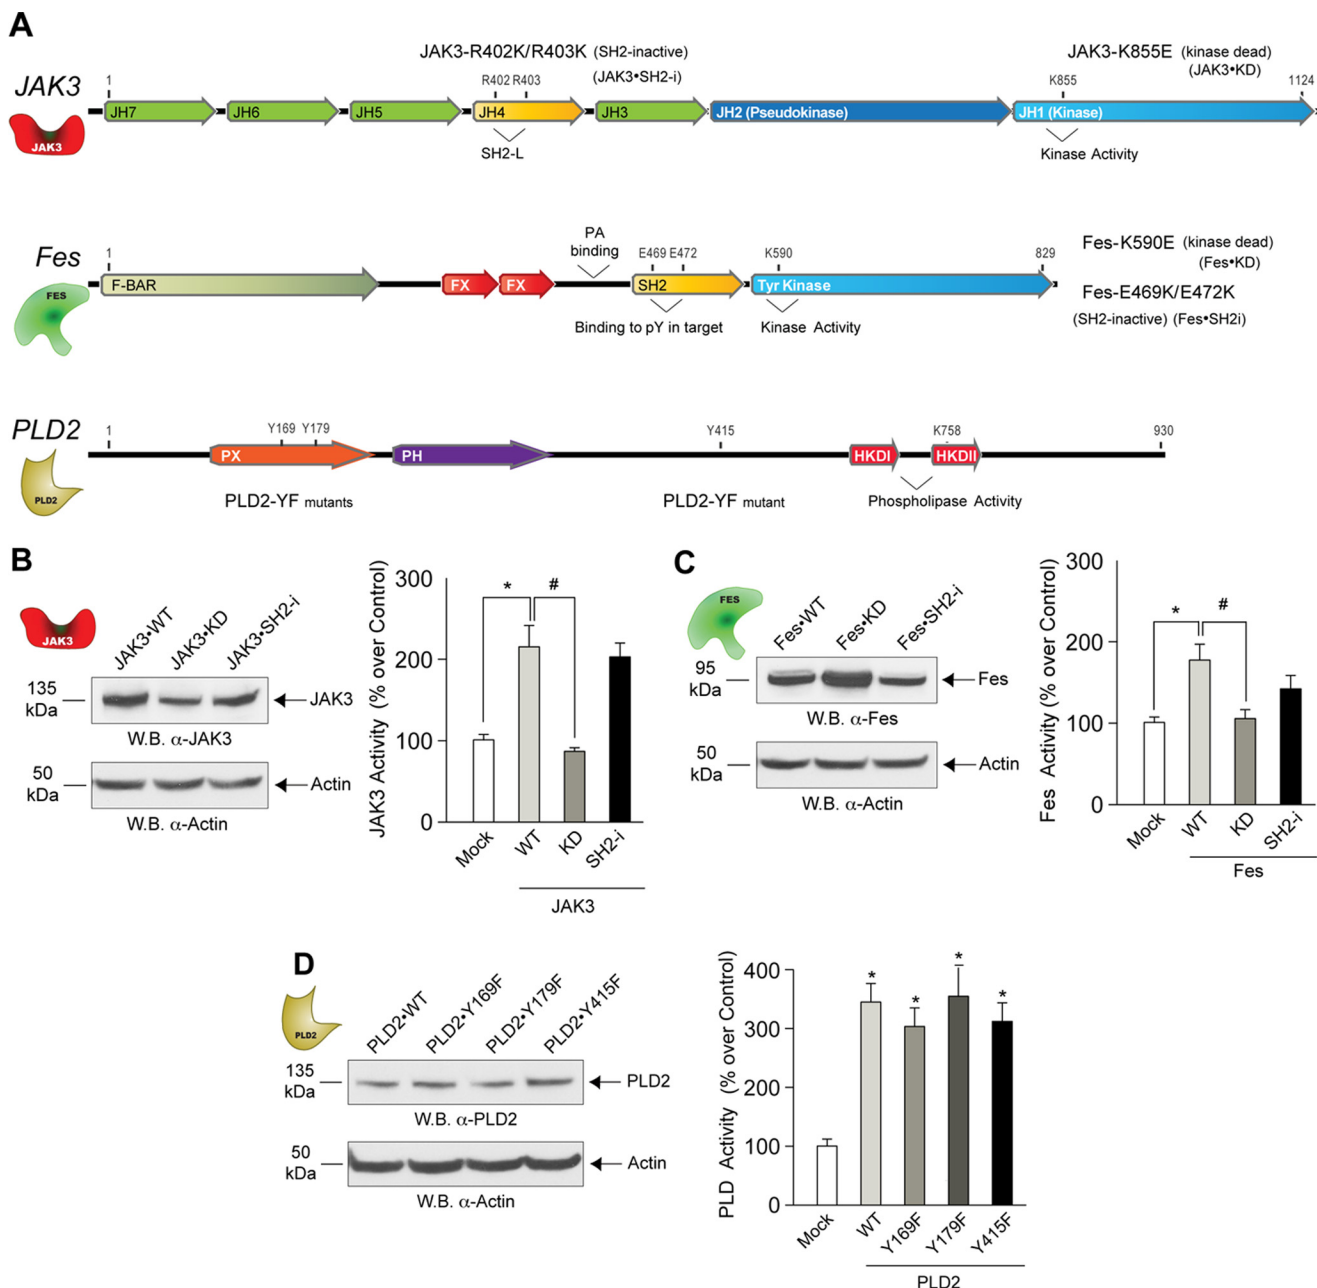 A
JAK3-R402K/R403K (SH2-inactive)
(JAK3•SH2-i)
JAK3-K855E (kinase dead)
(JAK3•KD)
JAK3
1
R402 R403
K855
1124
JH7
JH6
JH5
JH4
JH3
JH2 (Pseudokinase)
JH1 (Kinase)
JAK3
SH2-L
Kinase Activity
Fes
1
PA
binding
E469 E472
K590
829
Fes-K590E (kinase dead)
(Fes•KD)
F-BAR
FX
FX
SH2
Tyr Kinase
FES
Fes-E469K/E472K
(SH2-inactive) (Fes•SH2i)
Binding to pY in target
Kinase Activity
PLD2
1
Y169 Y179
Y415
K758
930
PX
PH
HKDI
HKDII
PLD2
PLD2-YF mutants
PLD2-YF mutant
Phospholipase Activity
B
JAK3
JAK3•WT
JAK3•KD
JAK3•SH2-i
135
kDa
JAK3
W.B. α-JAK3
50
kDa
Actin
W.B. α-Actin
JAK3 Activity (% over Control)
300
200
100
0
*
#
Mock
WT
KD
SH2-i
JAK3
C
FES
Fes•WT
Fes•KD
Fes•SH2-i
95
kDa
Fes
W.B. α-Fes
50
kDa
Actin
W.B. α-Actin
Fes Activity (% over Control)
300
200
100
0
*
#
Mock
WT
KD
SH2-i
Fes
D
PLD2
PLD2•WT
PLD2•Y169F
PLD2•Y179F
PLD2•Y415F
135
kDa
PLD2
W.B. α-PLD2
50
kDa
Actin
W.B. α-Actin
PLD Activity (% over Control)
400
300
200
100
0
*
*
*
*
Mock
WT
Y169F
Y179F
Y415F
PLD2